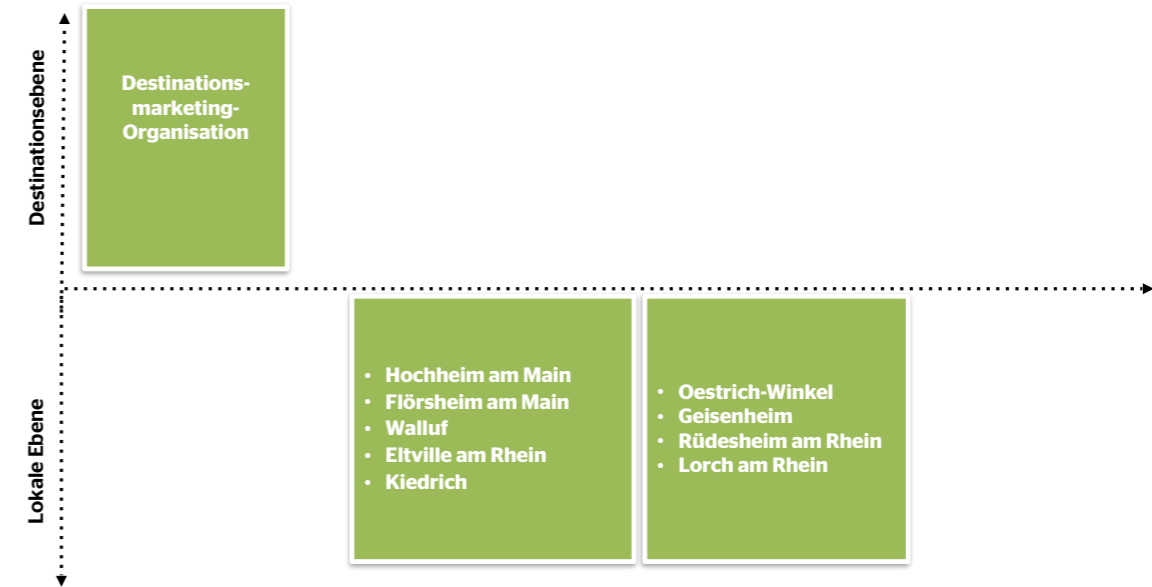 Destinationsebene
Destinations-
marketing-
Organisation
Lokale Ebene
• Hochheim am Main
• Flörsheim am Main
• Walluf
• Eltville am Rhein
• Kiedrich
• Oestrich-Winkel
• Geisenheim
• Rüdesheim am Rhein
• Lorch am Rhein